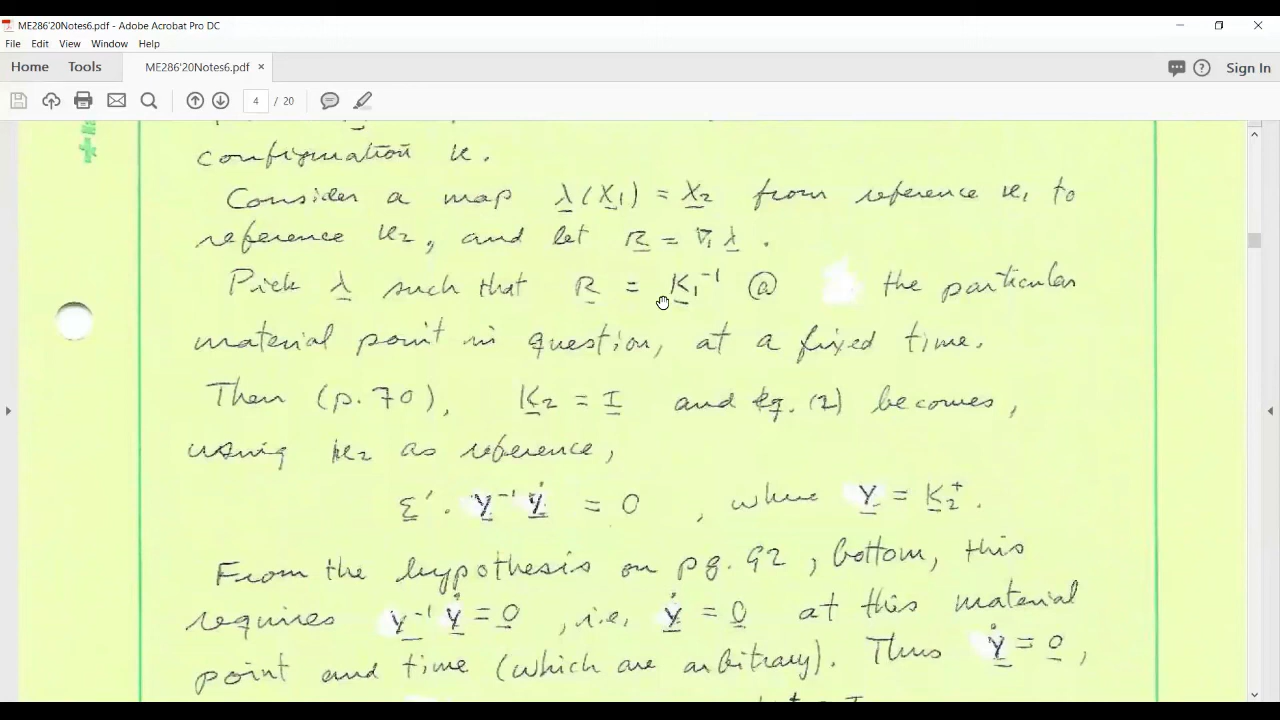 ME286'20Notes6.pdf - Adobe Acrobat Pro DC
File Edit View Window Help
Home Tools ME286'20Notes6.pdf × Sign In
4 / 20
configuration κ.
Consider a map λ(X₁) = X₂ from reference κ₁ to
reference κ₂, and let R = ∇₁λ.
Pick λ such that R = K₁⁻¹ @ the particular
material point in question, at a fixed time.
Then (p.70), K₂ = I and Eq. (2) becomes,
using κ₂ as reference,
Σ′ · Y⁻¹Ẏ = 0, where Y = K₂⁺.
From the hypothesis on pg. 92, bottom, this
requires Y⁻¹Ẏ = 0, i.e. Ẏ = 0 at this material
point and time (which are arbitrary). Thus Ẏ = 0,